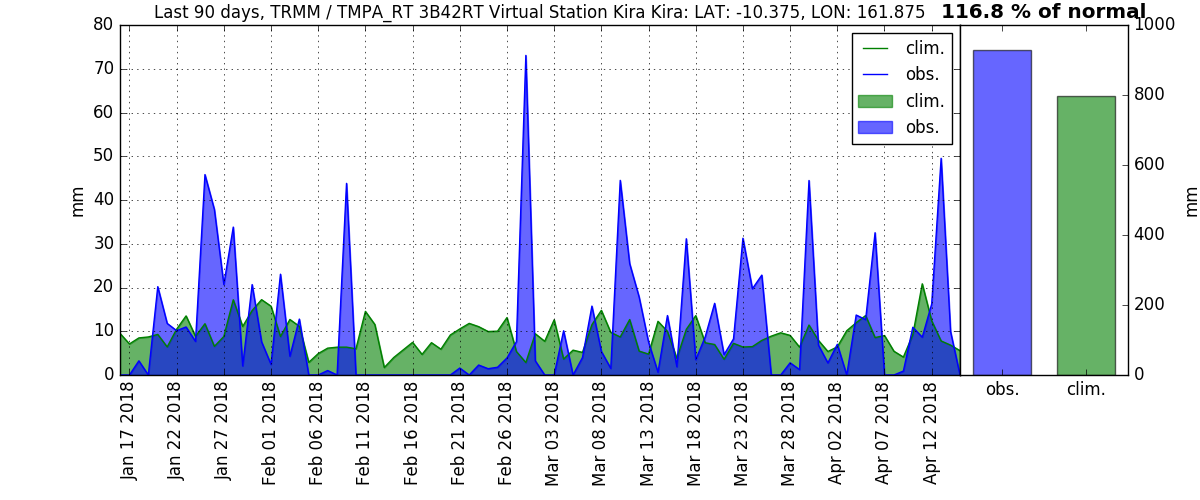 Last 90 days, TRMM / TMPA_RT 3B42RT Virtual Station Kira Kira: LAT: -10.375, LON: 161.875 116.8 % of normal
80
70
60
50
40
30
20
10
0
mm
clim.
obs.
clim.
obs.
Jan 17 2018
Jan 22 2018
Jan 27 2018
Feb 01 2018
Feb 06 2018
Feb 11 2018
Feb 16 2018
Feb 21 2018
Feb 26 2018
Mar 03 2018
Mar 08 2018
Mar 13 2018
Mar 18 2018
Mar 23 2018
Mar 28 2018
Apr 02 2018
Apr 07 2018
Apr 12 2018
1000
800
600
400
200
0
mm
obs.
clim.